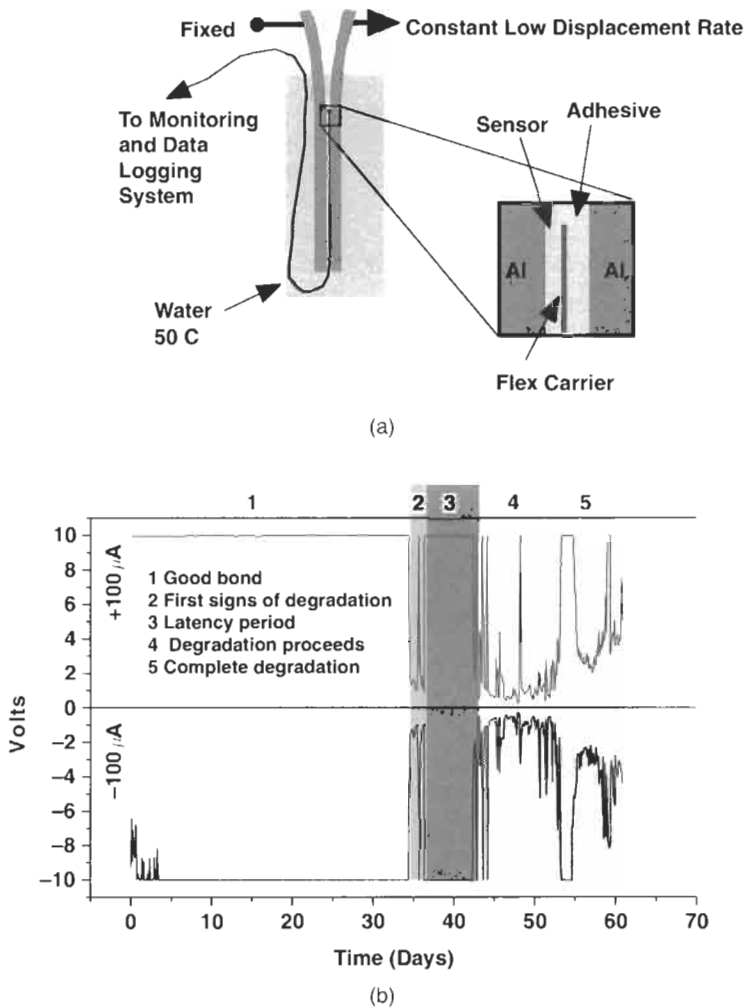 Fixed
Constant Low Displacement Rate
To Monitoring
and Data
Logging
System
Sensor
Adhesive
Al
Al
Water
50 C
Flex Carrier
(a)
1 2 3 4 5
10
8
6
4
2
0
−2
−4
−6
−8
−10
+100 μA
−100 μA
Volts
1 Good bond
2 First signs of degradation
3 Latency period
4 Degradation proceeds
5 Complete degradation
0 10 20 30 40 50 60 70
Time (Days)
(b)